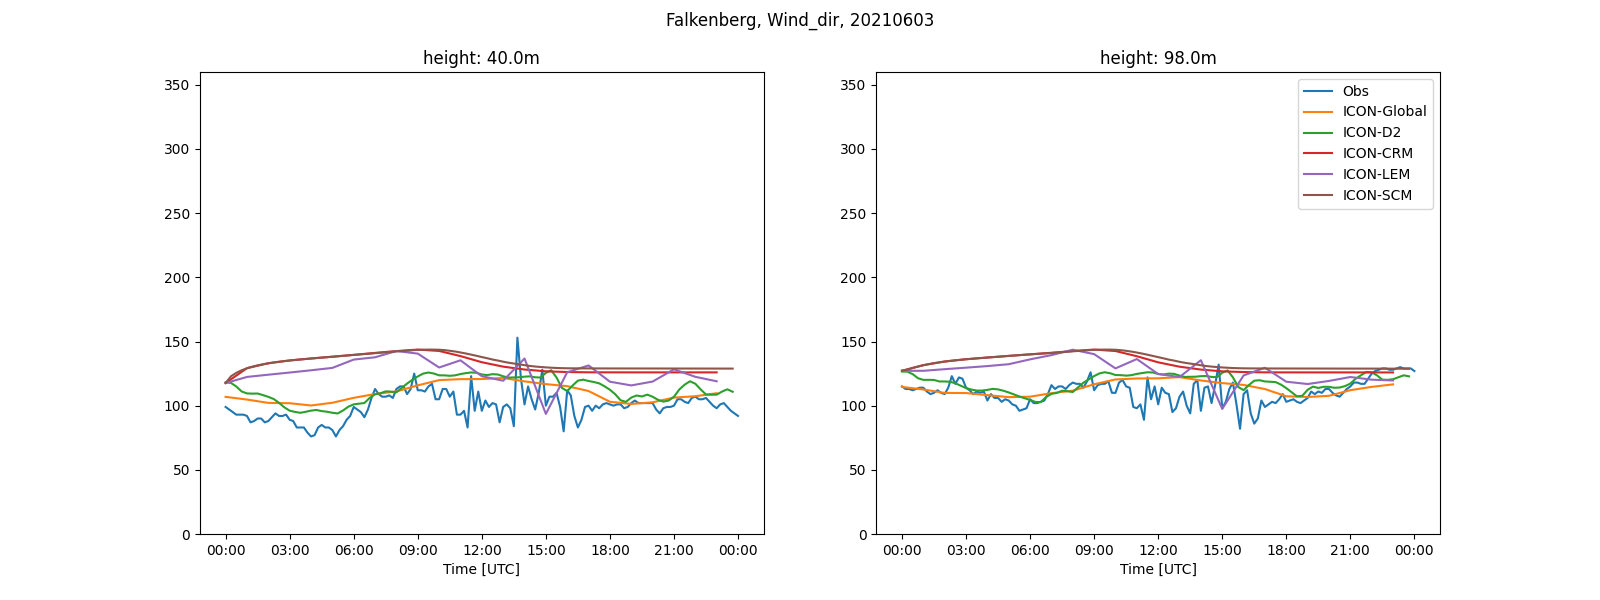 Falkenberg, Wind_dir, 20210603
height: 40.0m
350
300
250
200
150
100
50
0
00:00 03:00 06:00 09:00 12:00 15:00 18:00 21:00 00:00
Time [UTC]
height: 98.0m
350
300
250
200
150
100
50
0
00:00 03:00 06:00 09:00 12:00 15:00 18:00 21:00 00:00
Time [UTC]
Obs
ICON-Global
ICON-D2
ICON-CRM
ICON-LEM
ICON-SCM